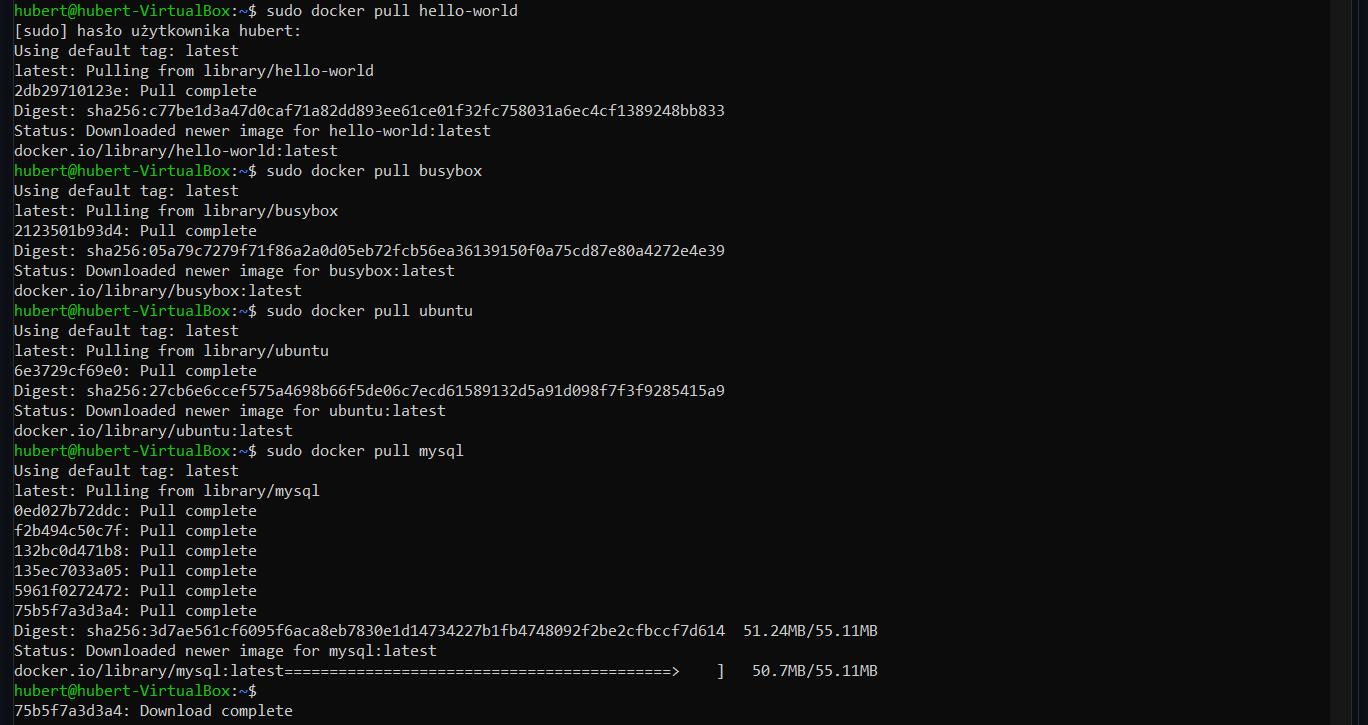 hubert@hubert-VirtualBox:~$ sudo docker pull hello-world
[sudo] hasło użytkownika hubert:
Using default tag: latest
latest: Pulling from library/hello-world
2db29710123e: Pull complete
Digest: sha256:c77be1d3a47d0caf71a82dd893ee61ce01f32fc758031a6ec4cf1389248bb833
Status: Downloaded newer image for hello-world:latest
docker.io/library/hello-world:latest
hubert@hubert-VirtualBox:~$ sudo docker pull busybox
Using default tag: latest
latest: Pulling from library/busybox
2123501b93d4: Pull complete
Digest: sha256:05a79c7279f71f86a2a0d05eb72fcb56ea36139150f0a75cd87e80a4272e4e39
Status: Downloaded newer image for busybox:latest
docker.io/library/busybox:latest
hubert@hubert-VirtualBox:~$ sudo docker pull ubuntu
Using default tag: latest
latest: Pulling from library/ubuntu
6e3729cf69e0: Pull complete
Digest: sha256:27cb6e6ccef575a4698b66f5de06c7ecd61589132d5a91d098f7f3f9285415a9
Status: Downloaded newer image for ubuntu:latest
docker.io/library/ubuntu:latest
hubert@hubert-VirtualBox:~$ sudo docker pull mysql
Using default tag: latest
latest: Pulling from library/mysql
0ed027b72ddc: Pull complete
f2b494c50c7f: Pull complete
132bc0d471b8: Pull complete
135ec7033a05: Pull complete
5961f0272472: Pull complete
75b5f7a3d3a4: Pull complete
Digest: sha256:3d7ae561cf6095f6aca8eb7830e1d14734227b1fb4748092f2be2cfbccf7d614  51.24MB/55.11MB
Status: Downloaded newer image for mysql:latest
docker.io/library/mysql:latest===========================================>    ]   50.7MB/55.11MB
hubert@hubert-VirtualBox:~$
75b5f7a3d3a4: Download complete